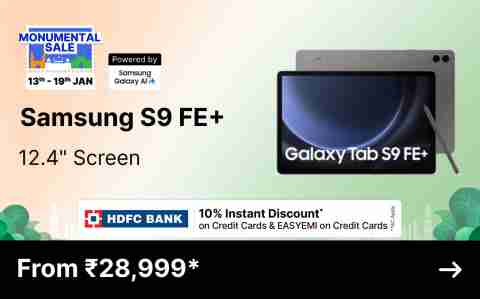 MONUMENTAL
SALE
13th - 19th JAN
Powered by
Samsung
Galaxy AI
Samsung S9 FE+
12.4" Screen
Galaxy Tab S9 FE+
HDFC BANK
10% Instant Discount*
on Credit Cards & EASYEMI on Credit Cards
*T&C Apply
From ₹28,999*